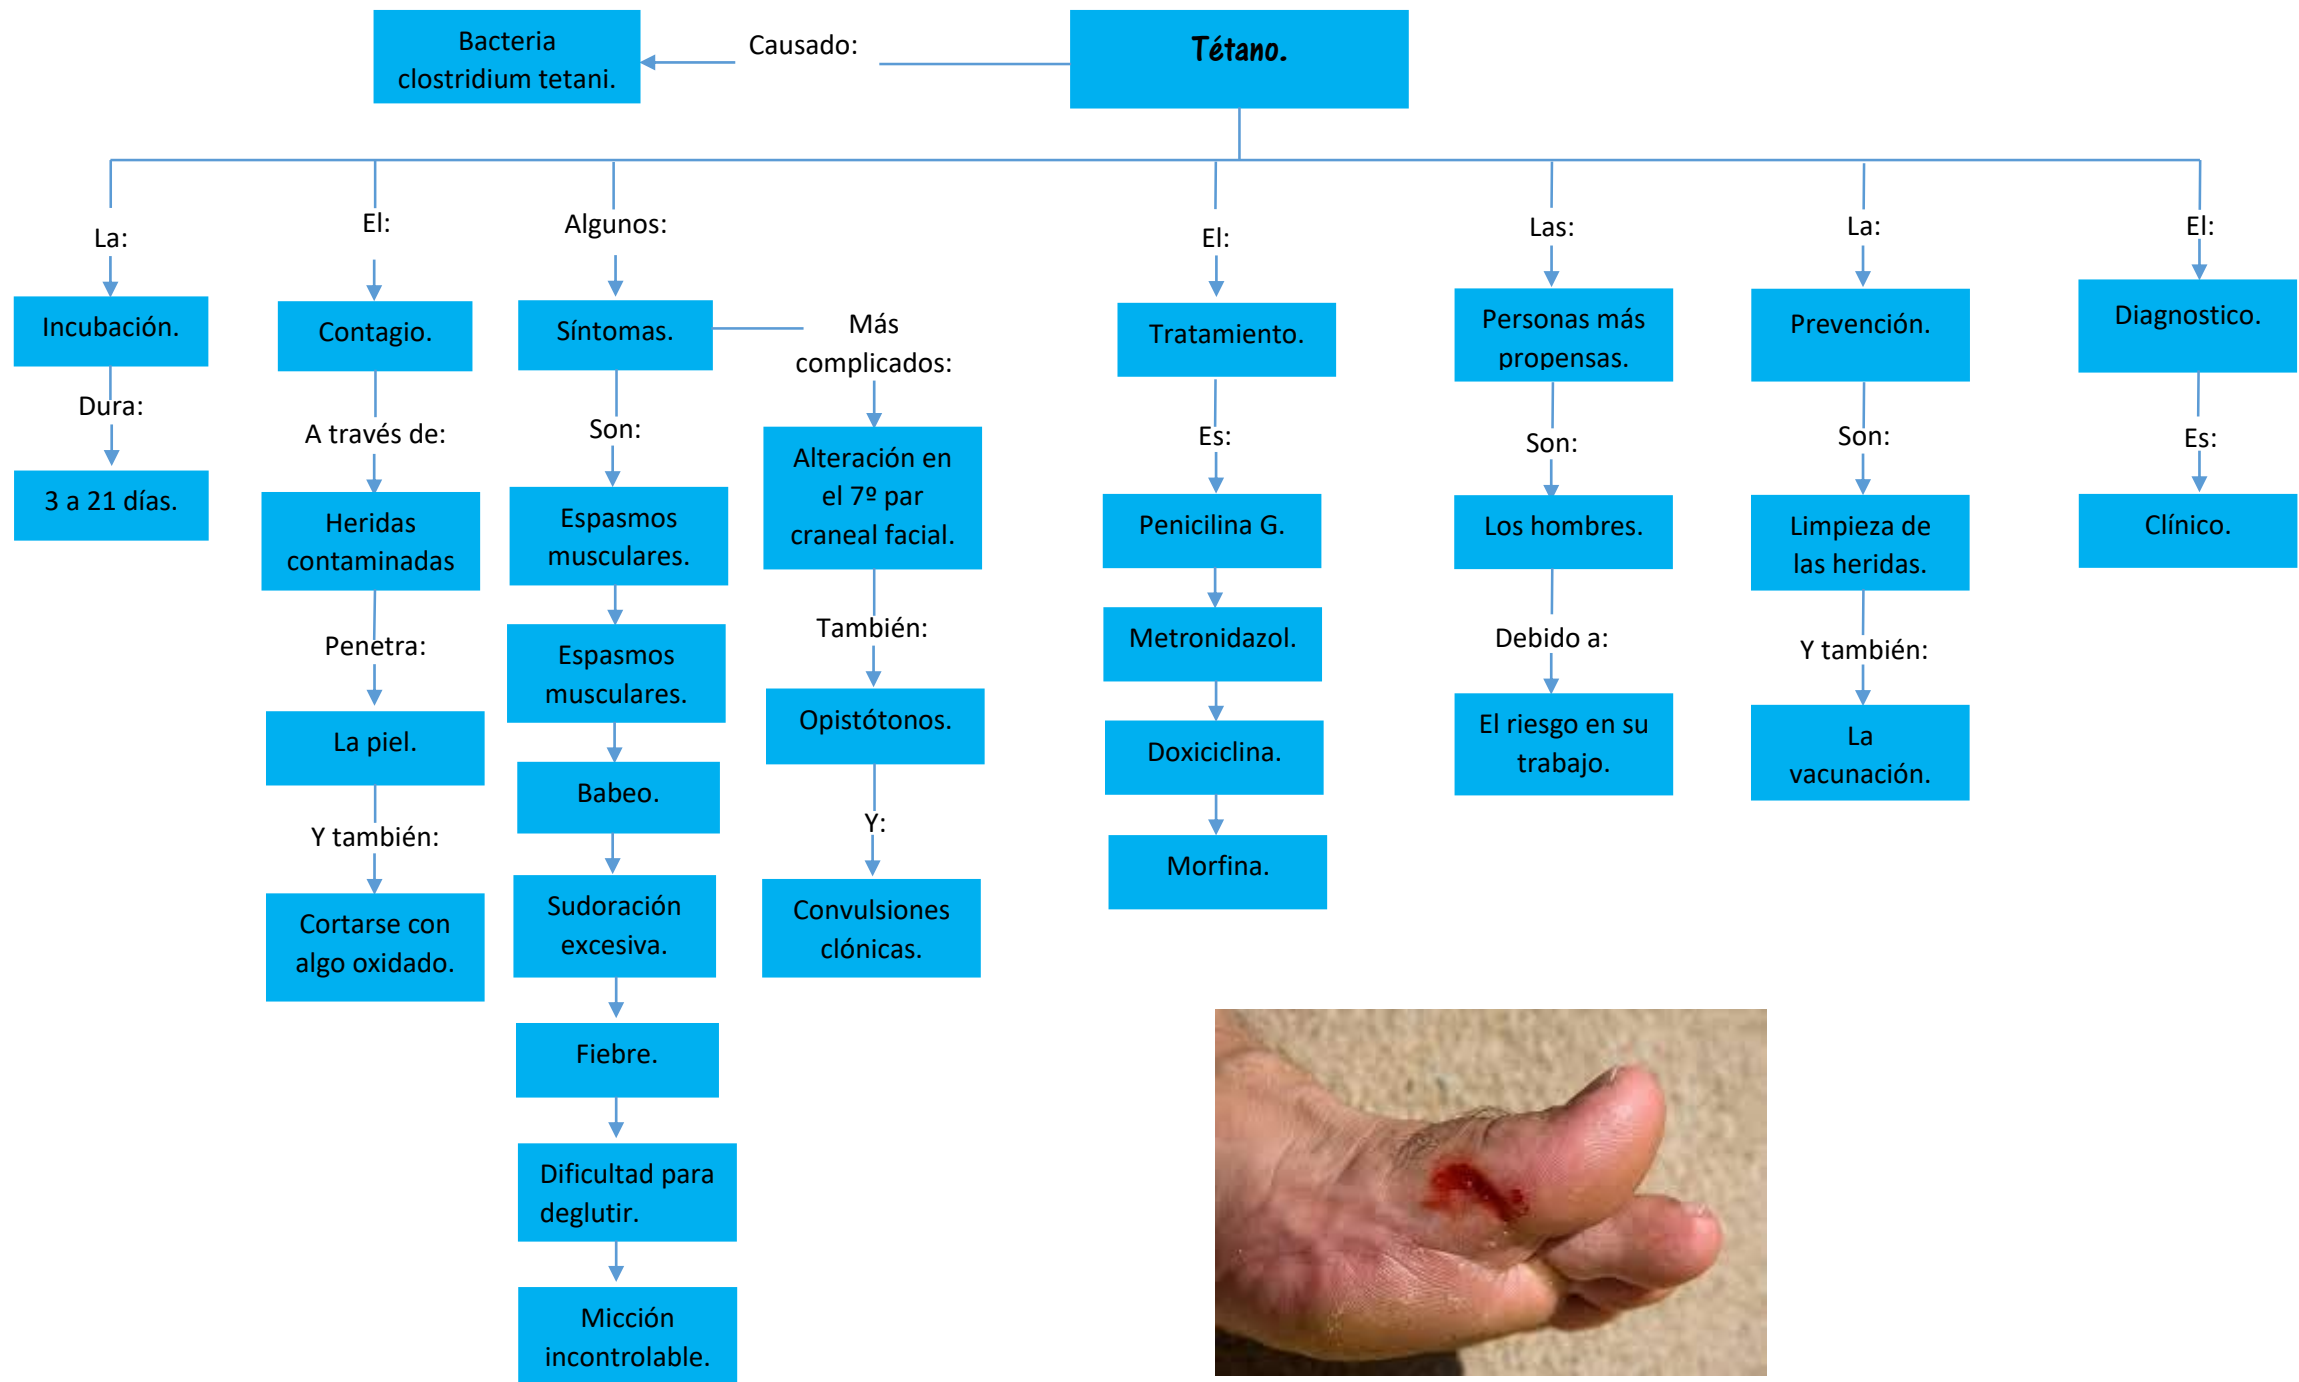 Bacteria
clostridium tetani.
Causado:
Tétano.
La:
Incubación.
Dura:
3 a 21 días.
El:
Contagio.
A través de:
Heridas
contaminadas
Penetra:
La piel.
Y también:
Cortarse con
algo oxidado.
Algunos:
Síntomas.
Son:
Espasmos
musculares.
Espasmos
musculares.
Babeo.
Sudoración
excesiva.
Fiebre.
Dificultad para
deglutir.
Micción
incontrolable.
Más
complicados:
Alteración en
el 7º par
craneal facial.
También:
Opistótonos.
Y:
Convulsiones
clónicas.
El:
Tratamiento.
Es:
Penicilina G.
Metronidazol.
Doxiciclina.
Morfina.
Las:
Personas más
propensas.
Son:
Los hombres.
Debido a:
El riesgo en su
trabajo.
La:
Prevención.
Son:
Limpieza de
las heridas.
Y también:
La
vacunación.
El:
Diagnostico.
Es:
Clínico.